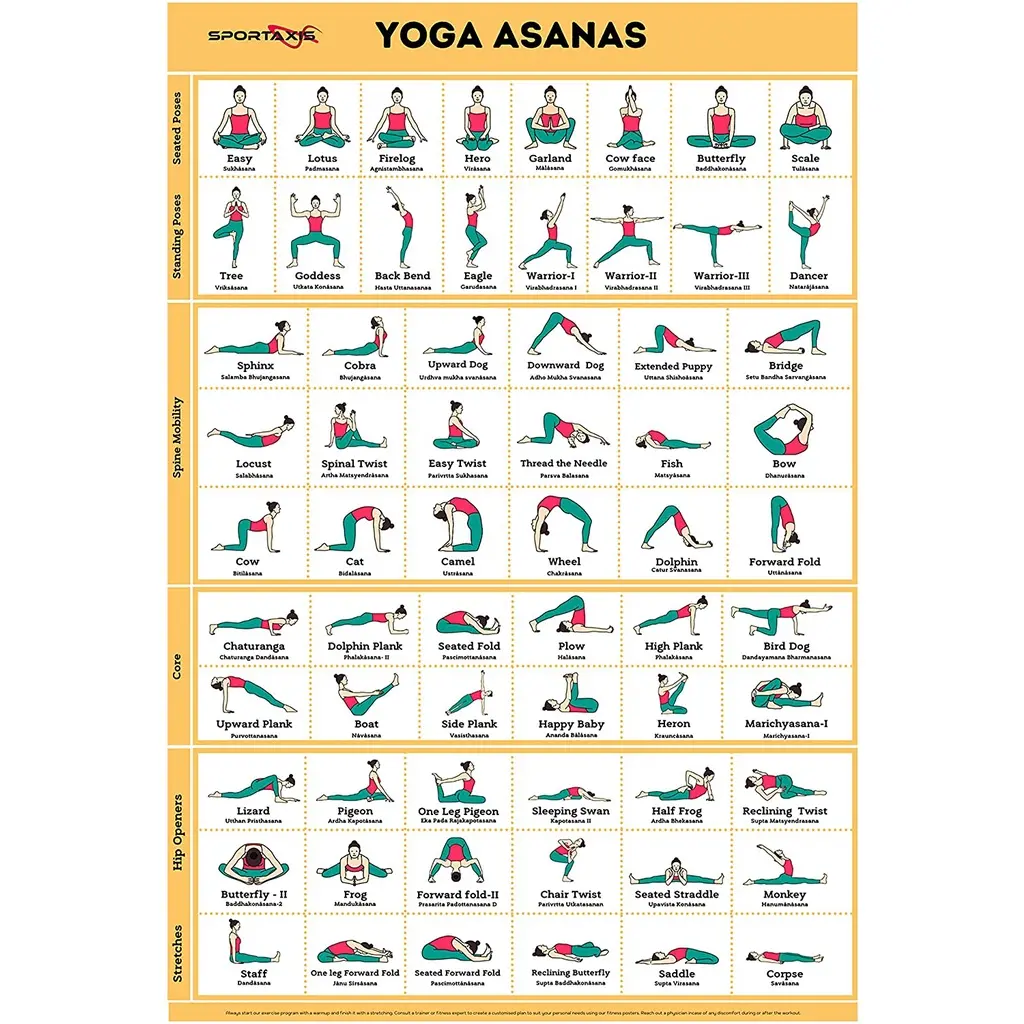 SPORTAXIS
YOGA ASANAS
Seated Poses
Easy
Sukhāsana
Lotus
Padmasana
Firelog
Agnistambhasana
Hero
Virāsana
Garland
Mālāsana
Cow face
Gomukhāsana
Butterfly
Baddhakonāsana
Scale
Tulāsana
Standing Poses
Tree
Vriksāsana
Goddess
Utkata Konāsana
Back Bend
Hasta Uttanasanaa
Eagle
Garudasana
Warrior-I
Virabhadrasana I
Warrior-II
Virabhadrasana II
Warrior-III
Virabhadrasana III
Dancer
Natarājāsana
Spine Mobility
Sphinx
Salamba Bhujangasana
Cobra
Bhujangāsana
Upward Dog
Urdhva mukha svanāsana
Downward Dog
Adho Mukha Svanasana
Extended Puppy
Uttana Shishoāsana
Bridge
Setu Bandha Sarvangāsana
Locust
Salabhāsana
Spinal Twist
Artha Matsyendrāsana
Easy Twist
Parivrtta Sukhasana
Thread the Needle
Parsva Balasana
Fish
Matsyāsana
Bow
Dhanurāsana
Cow
Bitilāsana
Cat
Bidalāsana
Camel
Ustrāsana
Wheel
Chakrāsana
Dolphin
Catur Svanasana
Forward Fold
Uttānāsana
Core
Chaturanga
Chaturanga Dandāsana
Dolphin Plank
Phalakāsana- II
Seated Fold
Pascimottanāsana
Plow
Halāsana
High Plank
Phalakāsana
Bird Dog
Dandayamana Bharmanasana
Upward Plank
Purvottanasana
Boat
Nāvāsana
Side Plank
Vasisthasana
Happy Baby
Ananda Bālāsana
Heron
Krauncāsana
Marichyasana-I
Marichyāsana-I
Hip Openers
Lizard
Utthan Pristhasana
Pigeon
Ardha Kapotāsana
One Leg Pigeon
Eka Pada Rajakapotasana
Sleeping Swan
Kapotasana II
Half Frog
Ardha Bhekasana
Reclining Twist
Supta Matsyendrasana
Butterfly - II
Baddhakonāsana-2
Frog
Mandukāsana
Forward fold-II
Prasarita Padottanasana D
Chair Twist
Parivrtta Utkatasanan
Seated Straddle
Upavista Konāsana
Monkey
Hanumānāsana
Stretches
Staff
Dandāsana
One leg Forward Fold
Jānu Sirsāsana
Seated Forward Fold
Pascimottānāsana
Reclining Butterfly
Supta Baddhakonāsana
Saddle
Supta Virasana
Corpse
Savāsana
Always start our exercise program with a warmup and finish it with a stretching. Consult a trainer or fitness expert to create a customised plan to suit your personal needs using our fitness posters. Reach out a physician incase of any discomfort during or after the workout.